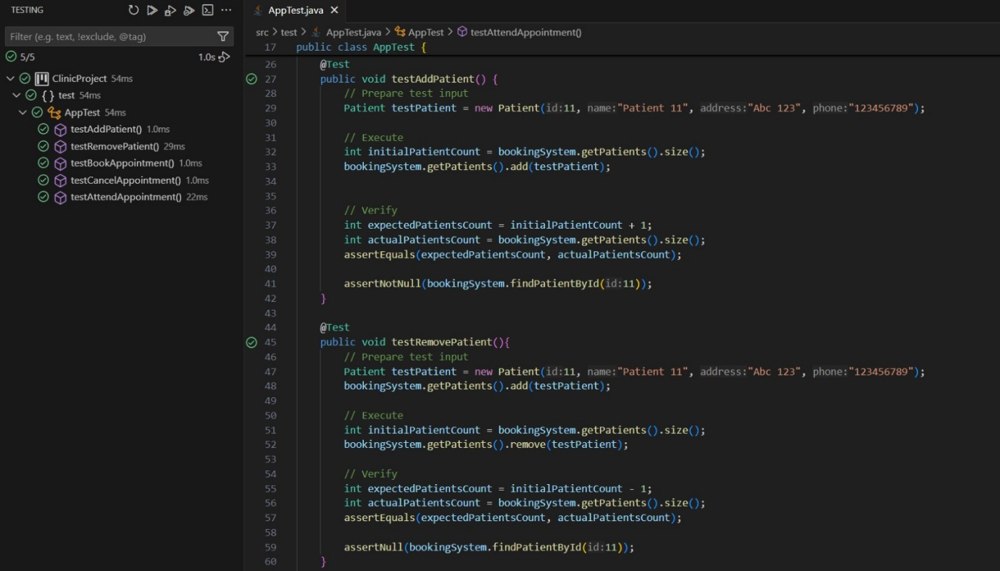 TESTING
Filter (e.g. text, !exclude, @tag)
5/5 1.0s
ClinicProject 54ms
{ } test 54ms
AppTest 54ms
testAddPatient() 1.0ms
testRemovePatient() 29ms
testBookAppointment() 1.0ms
testCancelAppointment() 1.0ms
testAttendAppointment() 22ms
AppTest.java
src > test > AppTest.java > AppTest > testAttendAppointment()
17 public class AppTest {
26 @Test
27 public void testAddPatient() {
28 // Prepare test input
29 Patient testPatient = new Patient(id:11, name:"Patient 11", address:"Abc 123", phone:"123456789");
30
31 // Execute
32 int initialPatientCount = bookingSystem.getPatients().size();
33 bookingSystem.getPatients().add(testPatient);
34
35
36 // Verify
37 int expectedPatientsCount = initialPatientCount + 1;
38 int actualPatientsCount = bookingSystem.getPatients().size();
39 assertEquals(expectedPatientsCount, actualPatientsCount);
40
41 assertNotNull(bookingSystem.findPatientById(id:11));
42 }
43
44 @Test
45 public void testRemovePatient(){
46 // Prepare test input
47 Patient testPatient = new Patient(id:11, name:"Patient 11", address:"Abc 123", phone:"123456789");
48 bookingSystem.getPatients().add(testPatient);
49
50 // Execute
51 int initialPatientCount = bookingSystem.getPatients().size();
52 bookingSystem.getPatients().remove(testPatient);
53
54 // Verify
55 int expectedPatientsCount = initialPatientCount - 1;
56 int actualPatientsCount = bookingSystem.getPatients().size();
57 assertEquals(expectedPatientsCount, actualPatientsCount);
58
59 assertNull(bookingSystem.findPatientById(id:11));
60 }